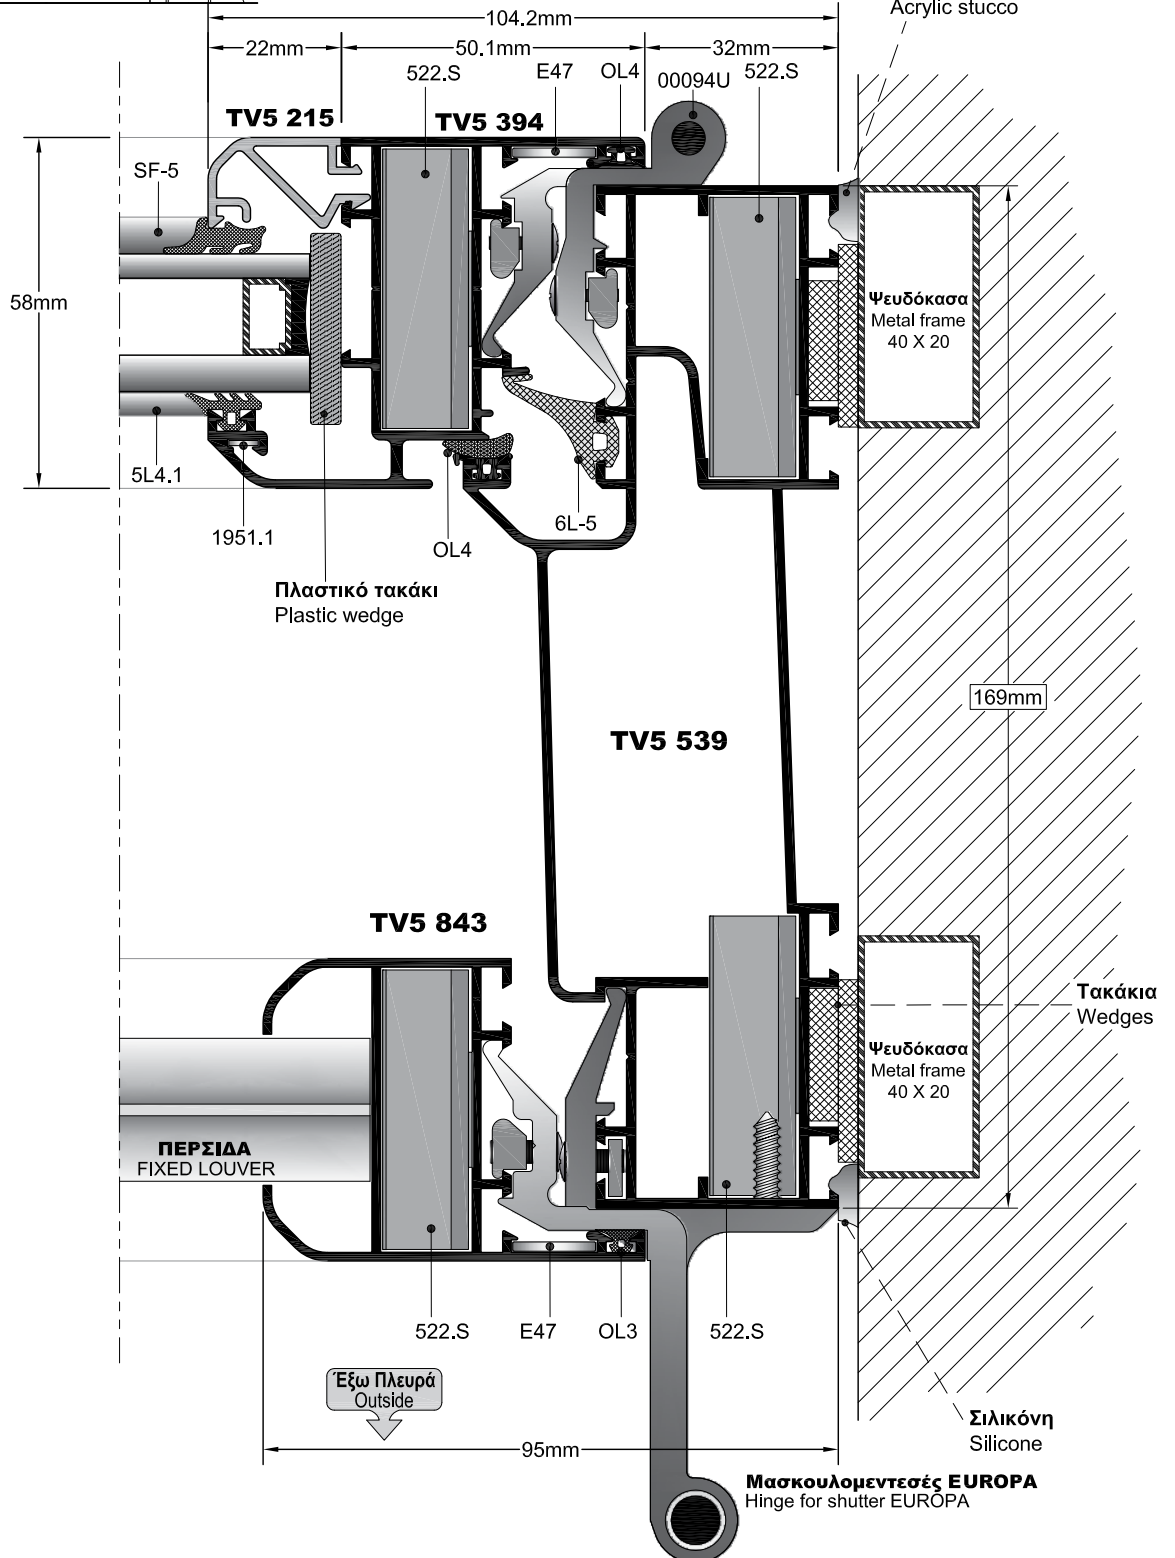 Acrylic stucco
104.2mm
22mm
50.1mm
32mm
522.S
E47
OL4
00094U
522.S
TV5 215
TV5 394
SF-5
58mm
Ψευδόκασα
Metal frame
40 X 20
5L4.1
1951.1
OL4
6L-5
Πλαστικό τακάκι
Plastic wedge
169mm
TV5 539
TV5 843
Τακάκια
Wedges
Ψευδόκασα
Metal frame
40 X 20
ΠΕΡΣΙΔΑ
FIXED LOUVER
522.S
E47
OL3
522.S
Έξω Πλευρά
Outside
Σιλικόνη
Silicone
95mm
Μασκουλομεντεσές EUROPA
Hinge for shutter EUROPA